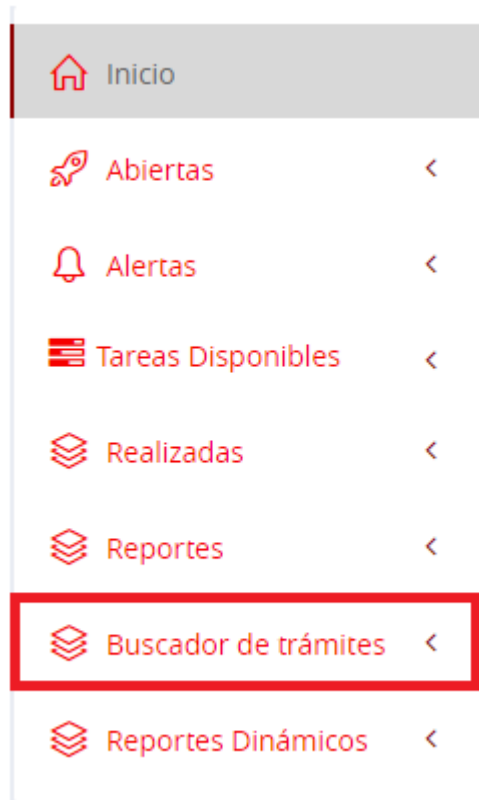 Inicio
Abiertas
Alertas
Tareas Disponibles
Realizadas
Reportes
Buscador de trámites
Reportes Dinámicos